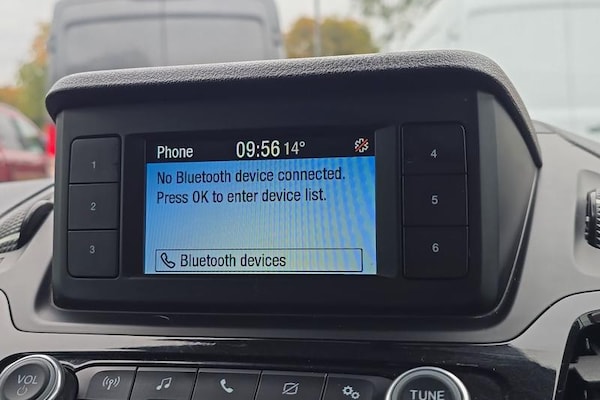 Phone 09:56 14°
No Bluetooth device connected.
Press OK to enter device list.
Bluetooth devices
1
2
3
4
5
6
VOL
TUNE